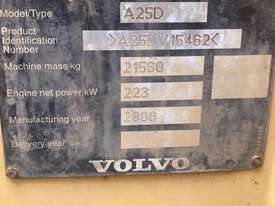 Model/Type A25D
Product
Identification >A25DV15462<
Number
Machine mass kg 21560
Engine net power kW 223
Manufacturing year 2006
Delivery year
VOLVO